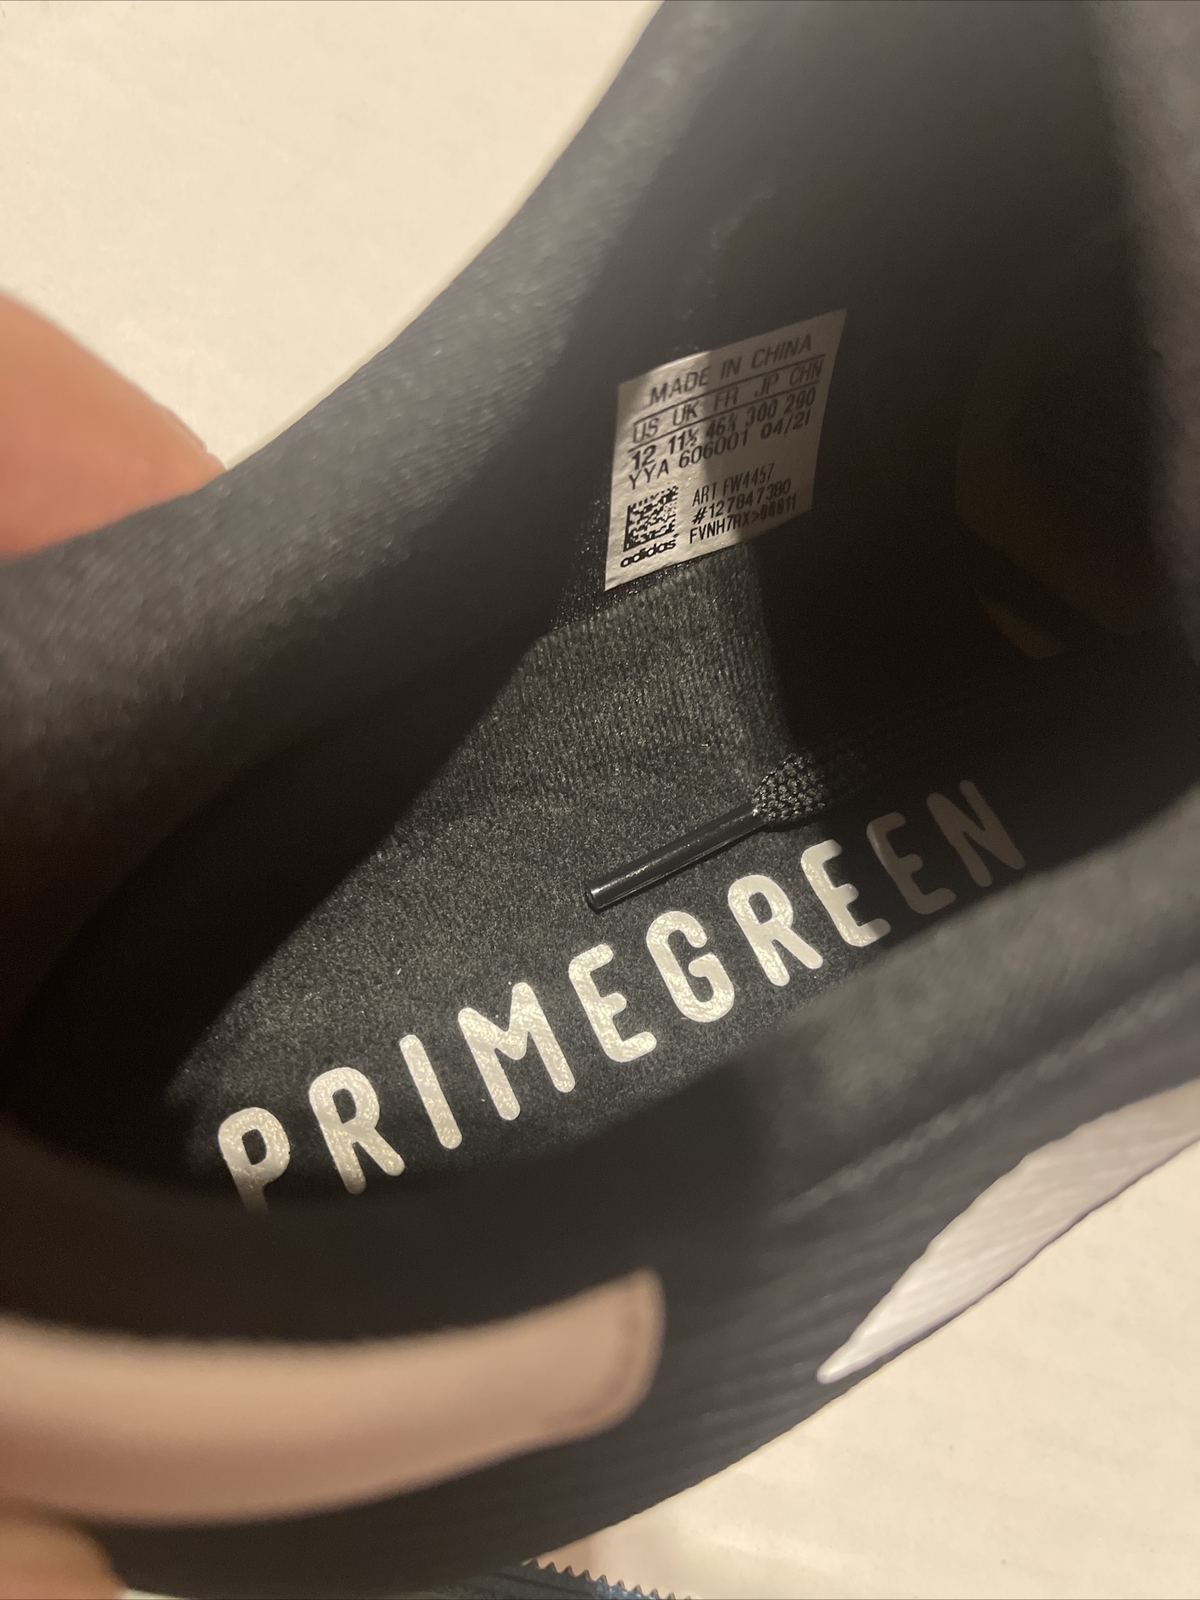 MADE IN CHINA
US UK FR JP CHN
12 11½ 46⅔ 300 290
YYA 606001 04/21
ART FW4457
#127847380
adidas
PRIMEGREEN